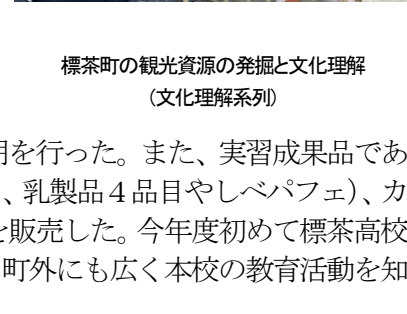 標茶町の観光資源の発掘と文化理解
(文化理解系列)
明を行った。また、実習成果品であ
、乳製品４品目やしべパフェ)、カ
を販売した。今年度初めて標茶高校
町外にも広く本校の教育活動を知